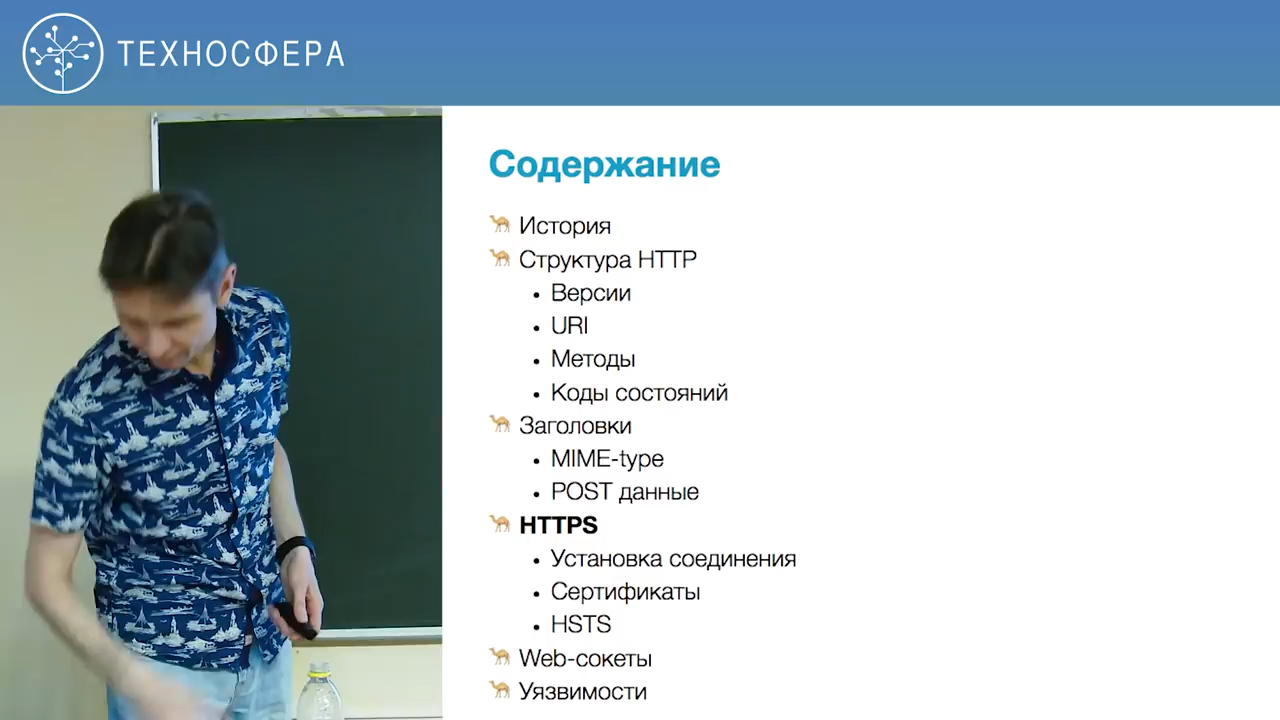 ТЕХНОСФЕРА
Содержание
История
Структура HTTP
Версии
URI
Методы
Коды состояний
Заголовки
MIME-type
POST данные
HTTPS
Установка соединения
Сертификаты
HSTS
Web-сокеты
Уязвимости